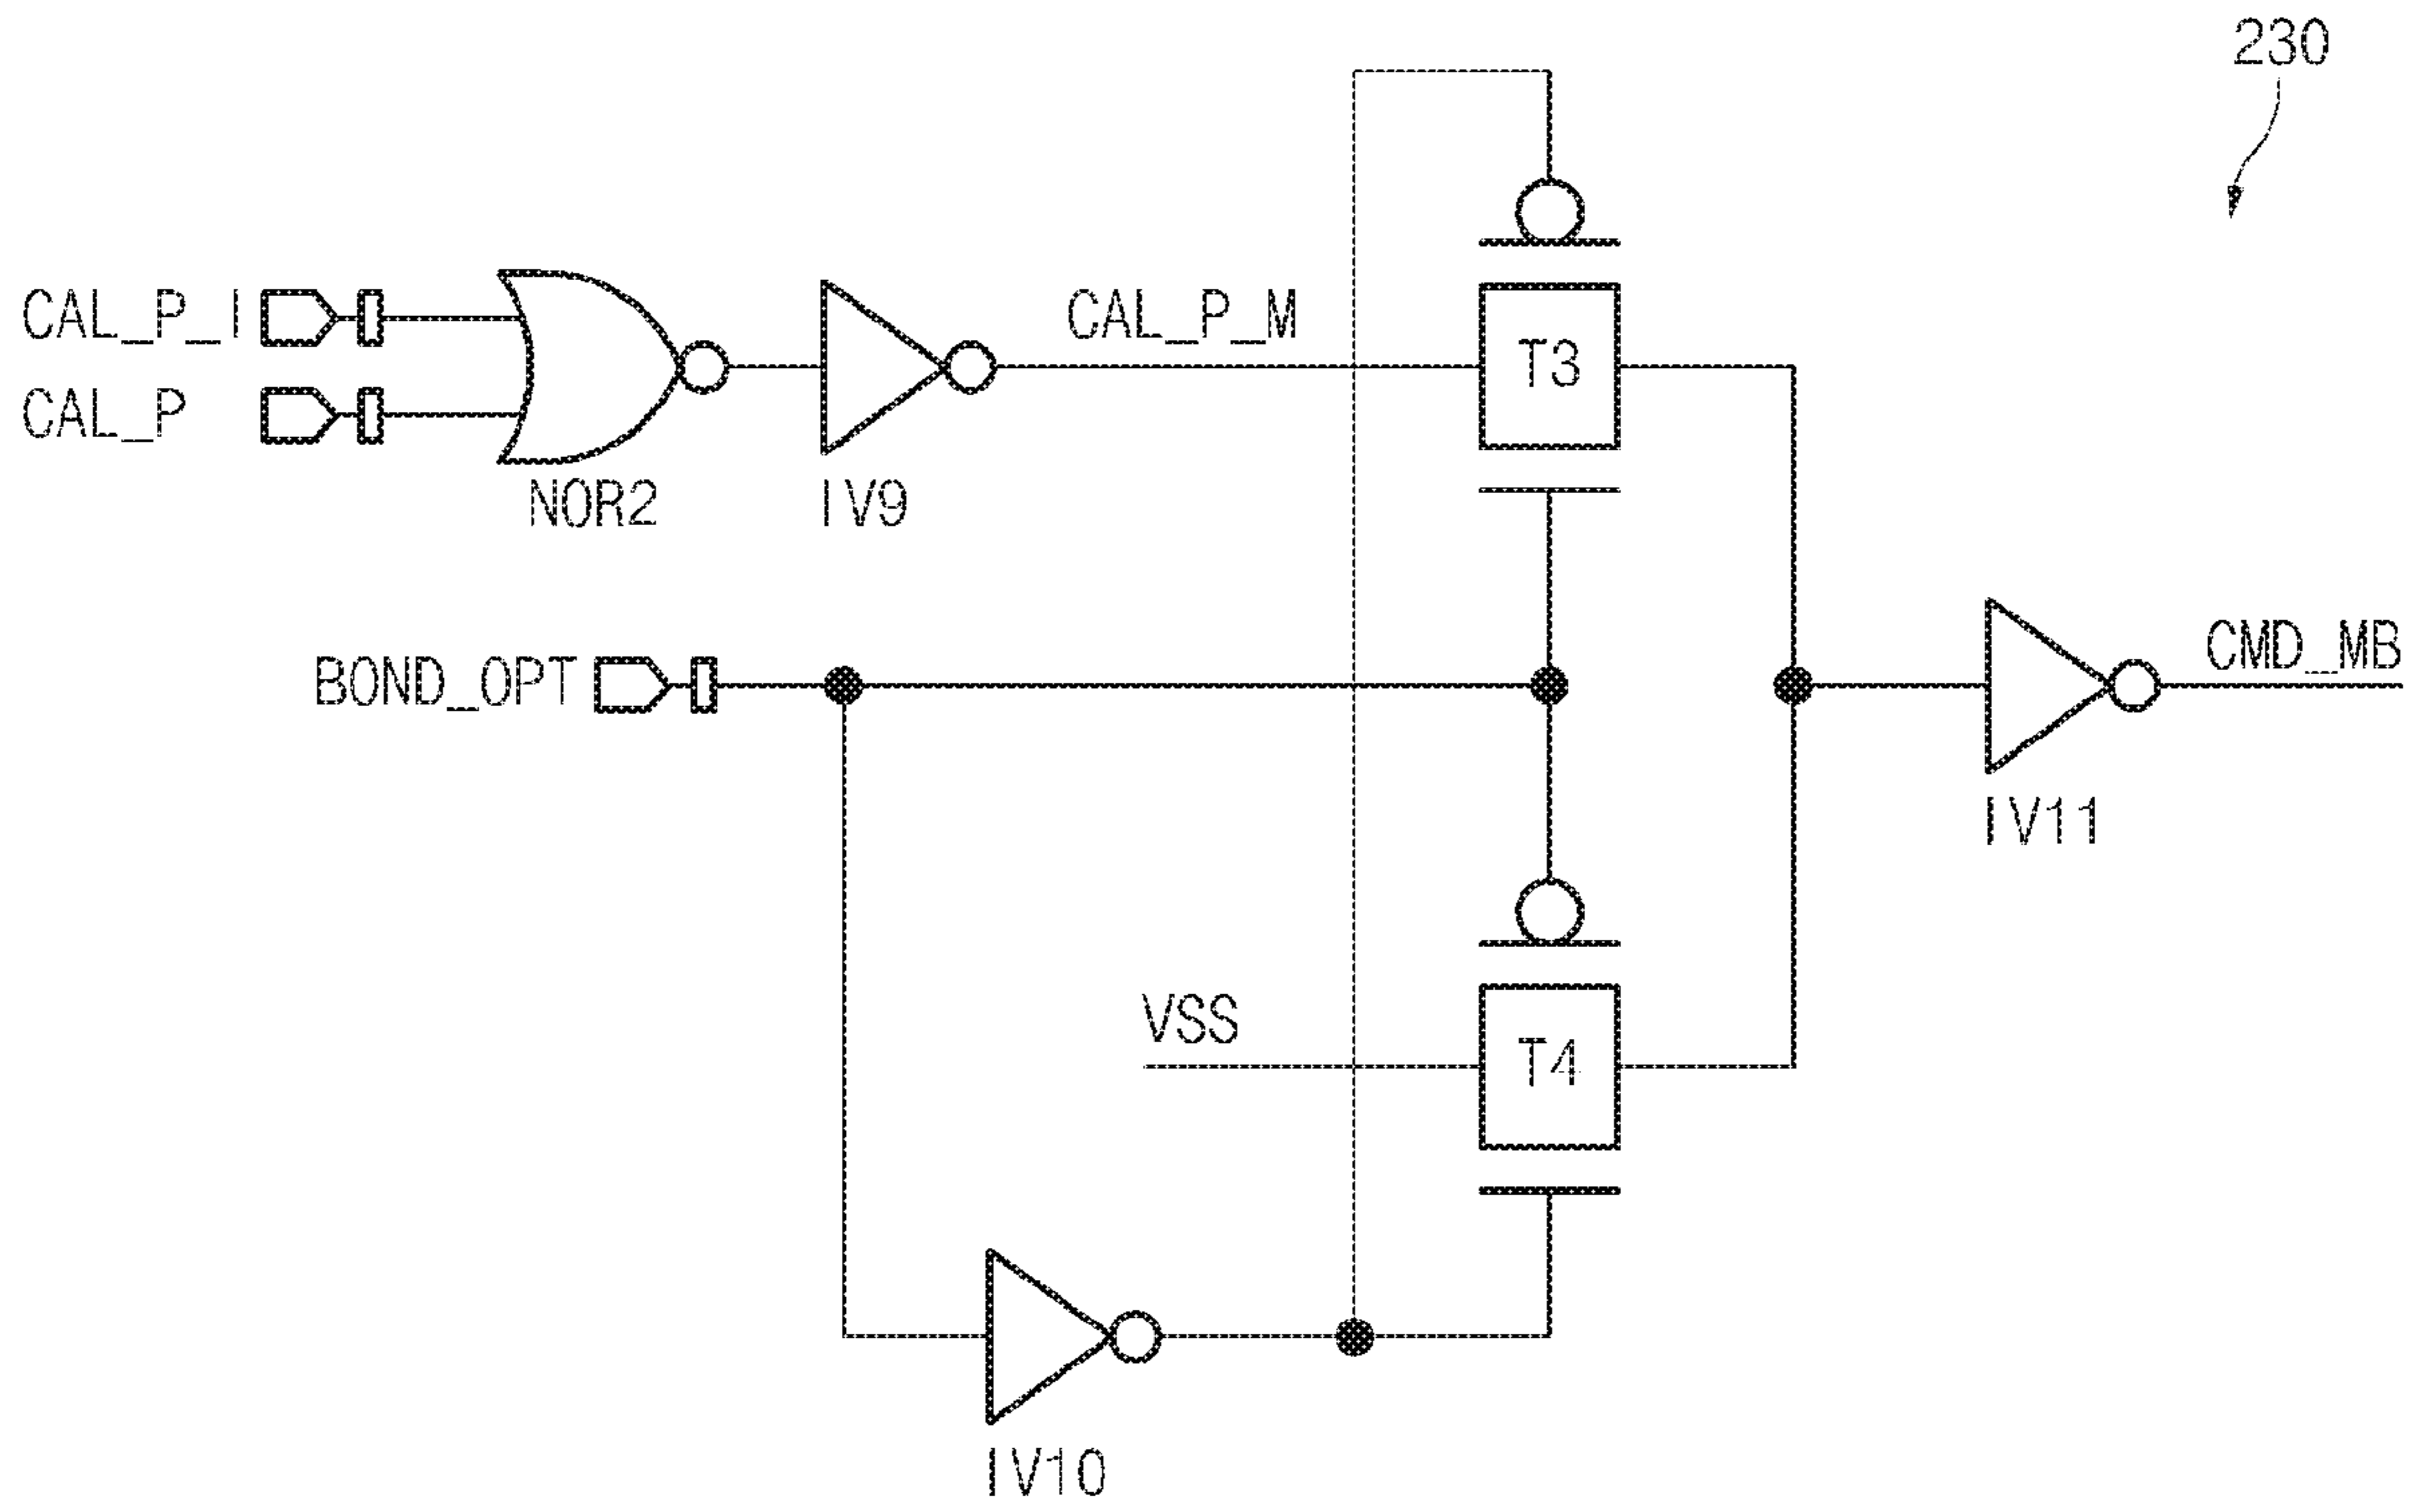 230
CAL_P_I
CAL_P_M
T3
CAL_P
NOR2
IV9
BOND_OPT
CMD_MB
IV11
VSS
T4
IV10